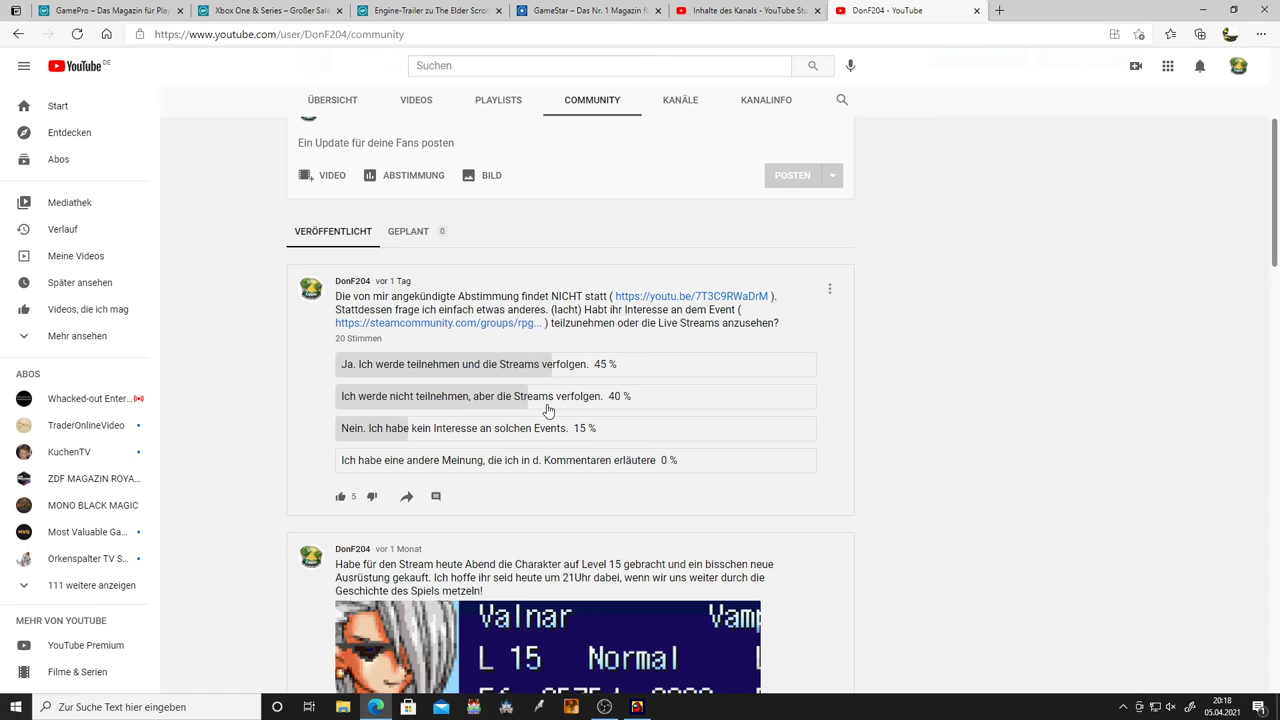 GamePro - Das Magazin für Play
Xbox One & Series – Großer Sale
Engine-Trailer zu The Elder Scroll
GameStar – Das Nr. 1 Magazin fü
Inhalte des Kanals - YouTube Stu
DonF204 - YouTube
https://www.youtube.com/user/DonF204/community
YouTube DE
Suchen
ÜBERSICHT
VIDEOS
PLAYLISTS
COMMUNITY
KANÄLE
KANALINFO
Start
Entdecken
Abos
Mediathek
Verlauf
Meine Videos
Später ansehen
Videos, die ich mag
Mehr ansehen
ABOS
Whacked-out Enter...
TraderOnlineVideo
KuchenTV
ZDF MAGAZIN ROYA...
MONO BLACK MAGIC
Most Valuable Ga...
Orkenspalter TV S...
111 weitere anzeigen
MEHR VON YOUTUBE
YouTube Premium
Filme & Serien
Ein Update für deine Fans posten
VIDEO
ABSTIMMUNG
BILD
POSTEN
VERÖFFENTLICHT
GEPLANT 0
DonF204 vor 1 Tag
Die von mir angekündigte Abstimmung findet NICHT statt ( https://youtu.be/7T3C9RWaDrM ).
Stattdessen frage ich einfach etwas anderes. (lacht) Habt ihr Interesse an dem Event (
https://steamcommunity.com/groups/rpg... ) teilzunehmen oder die Live Streams anzusehen?
20 Stimmen
Ja. Ich werde teilnehmen und die Streams verfolgen. 45 %
Ich werde nicht teilnehmen, aber die Streams verfolgen. 40 %
Nein. Ich habe kein Interesse an solchen Events. 15 %
Ich habe eine andere Meinung, die ich in d. Kommentaren erläutere 0 %
5
DonF204 vor 1 Monat
Habe für den Stream heute Abend die Charakter auf Level 15 gebracht und ein bisschen neue
Ausrüstung gekauft. Ich hoffe ihr seid heute um 21Uhr dabei, wenn wir uns weiter durch die
Geschichte des Spiels metzeln!
Valnar Vamp
L 15 Normal
Zur Suche Text hier eingeben
20:18
05.04.2021